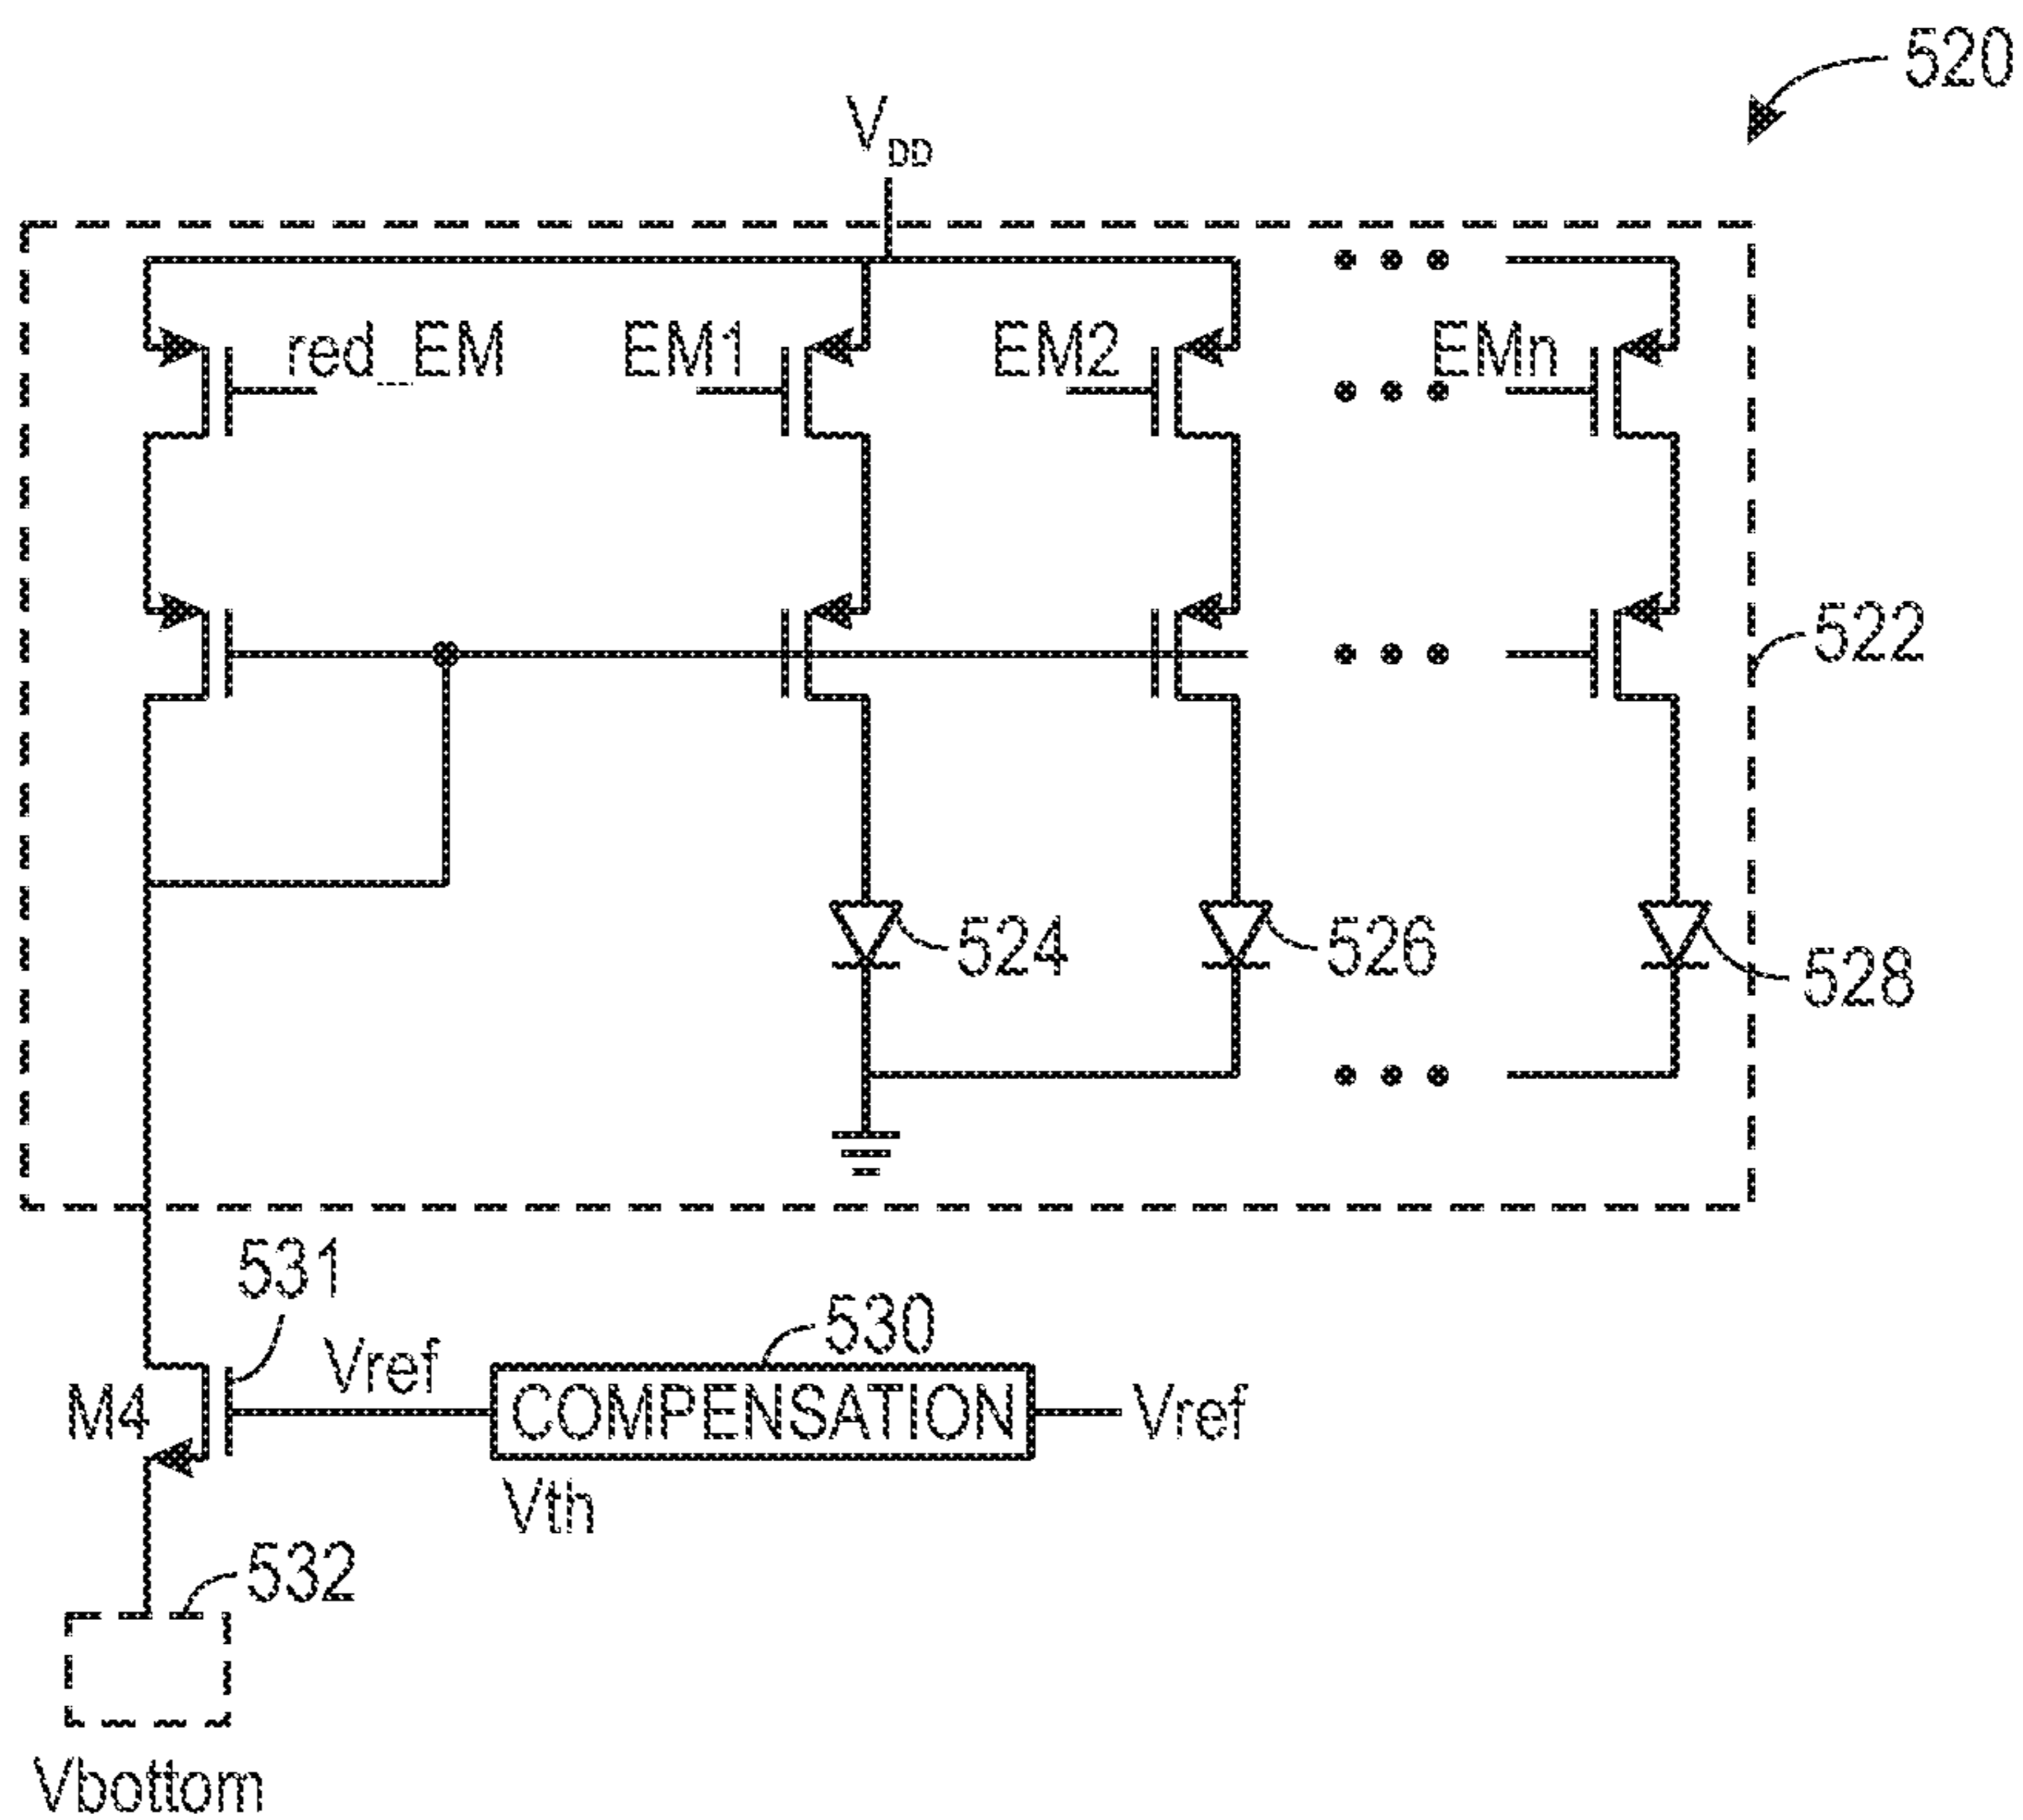 520
VDD
red_EM
EM1
EM2
EMn
522
524
526
528
531
530
Vref
M4
COMPENSATION
Vref
Vth
532
Vbottom